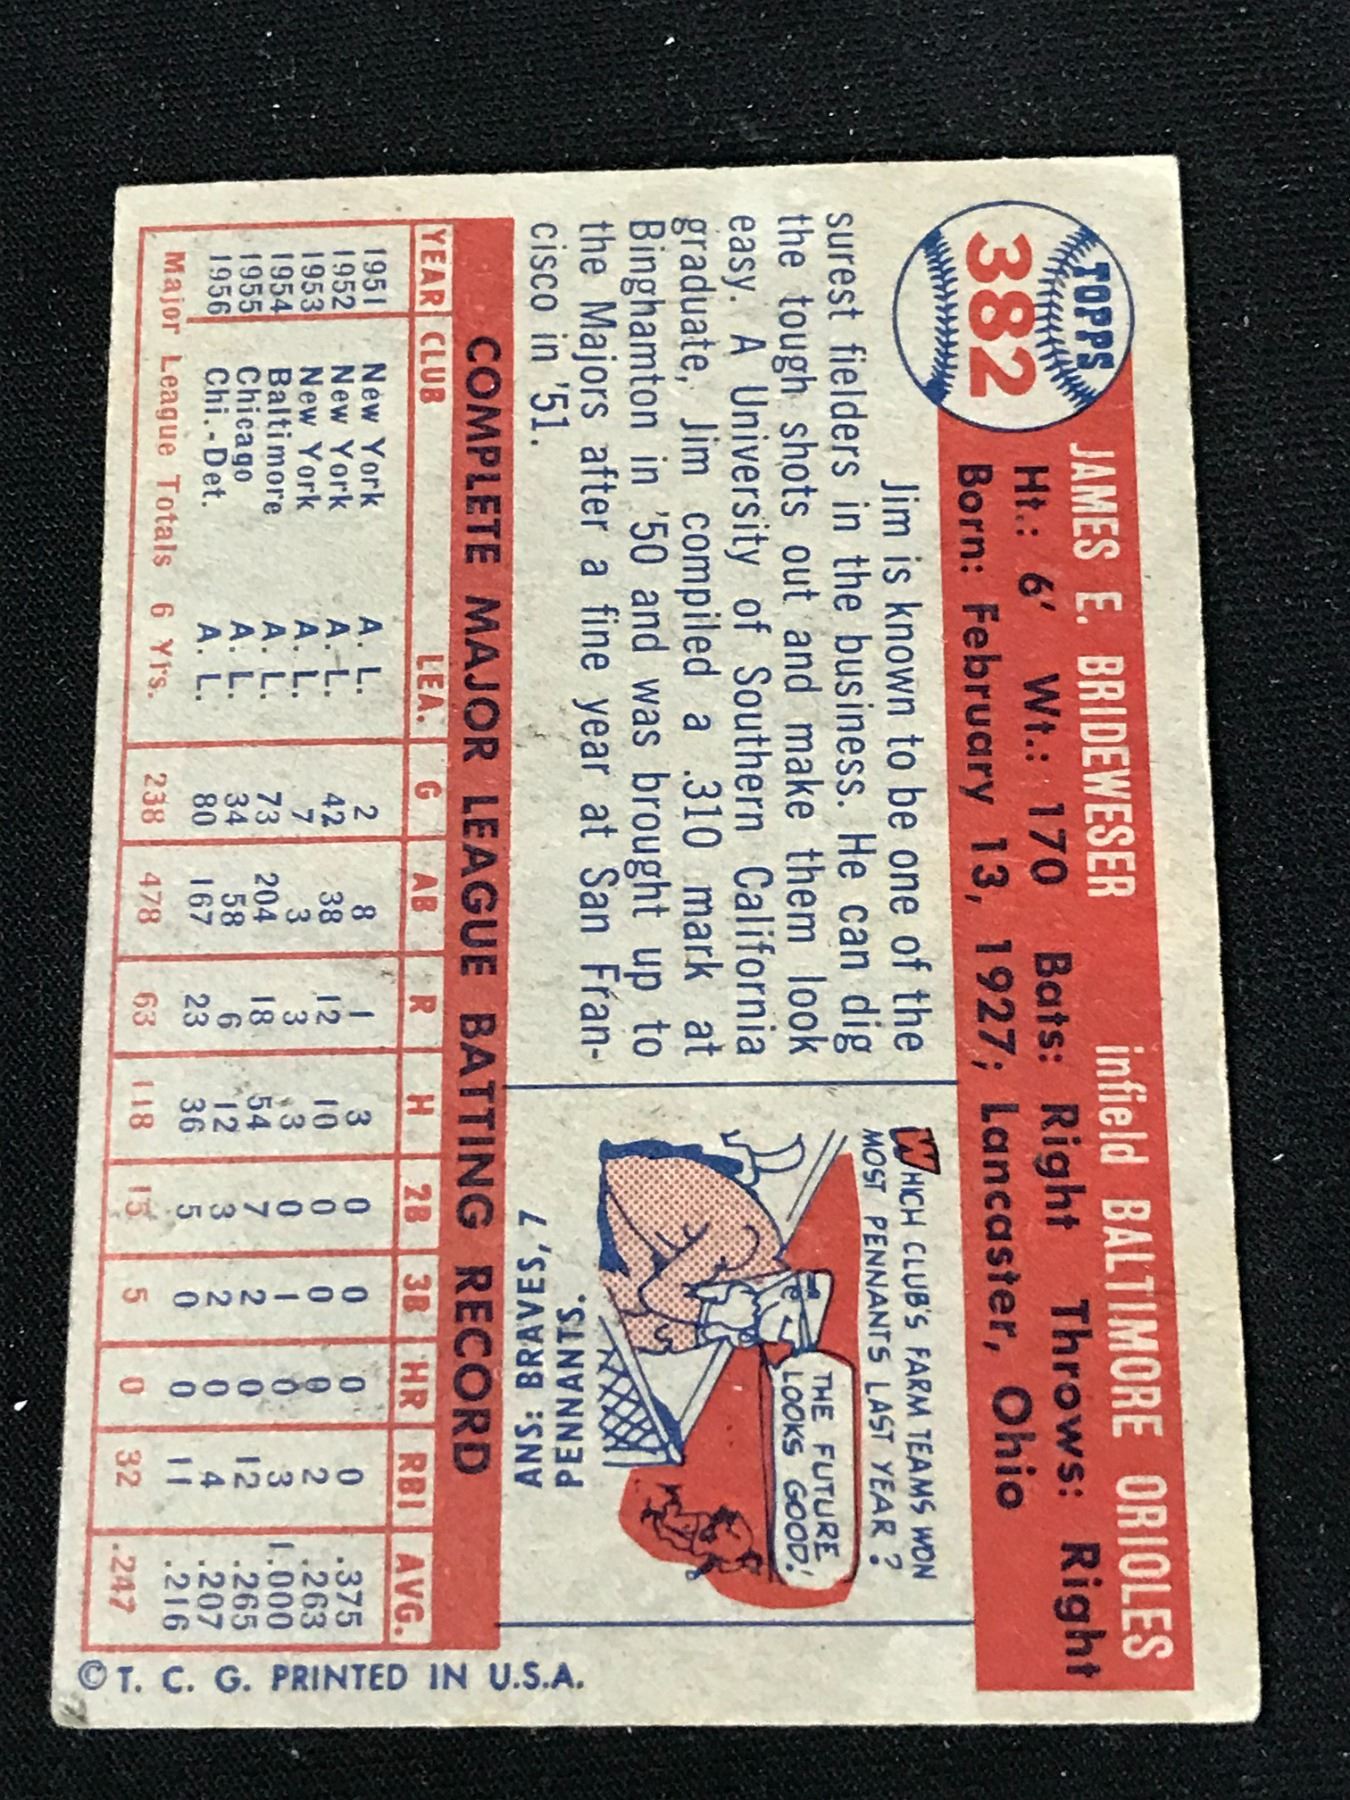 TOPPS
382
JAMES E. BRIDEWESER infield BALTIMORE ORIOLES
Ht.: 6' Wt.: 170 Bats: Right Throws: Right
Born: February 13, 1927; Lancaster, Ohio
Jim is known to be one of the
surest fielders in the business. He can dig
the tough shots out and make them look
easy. A University of Southern California
graduate, Jim compiled a .310 mark at
Binghamton in '50 and was brought up to
the Majors after a fine year at San Fran-
cisco in '51.
WHICH CLUB'S FARM TEAMS WON
MOST PENNANTS LAST YEAR?
THE FUTURE
LOOKS GOOD!
ANS: BRAVES, 7
PENNANTS.
COMPLETE MAJOR LEAGUE BATTING RECORD
YEAR CLUB LEA. G AB R H 2B 3B HR RBI AVG.
1951 New York A. L. 2 8 1 3 0 0 0 0 .375
1952 New York A. L. 42 38 12 10 0 0 0 2 .263
1953 New York A. L. 7 3 3 3 0 1 0 3 1.000
1954 Baltimore A. L. 73 204 18 54 7 2 0 12 .265
1955 Chicago A. L. 34 58 6 12 3 2 0 4 .207
1956 Chi.-Det. A. L. 80 167 23 36 5 0 0 11 .216
Major League Totals 6 Yrs. 238 478 63 118 15 5 0 32 .247
© T. C. G. PRINTED IN U.S.A.